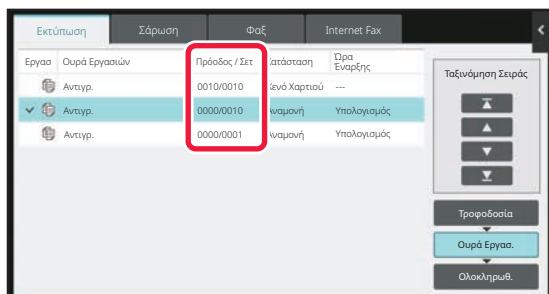 Εκτύπωση Σάρωση Φαξ Internet Fax
Εργασ Ουρά Εργασιών Πρόοδος / Σετ Κατάσταση Ώρα Έναρξης
Αντιγρ. 0010/0010 Κενό Χαρτιού ---
Αντιγρ. 0000/0010 Αναμονή Υπολογισμός
Αντιγρ. 0000/0001 Αναμονή Υπολογισμός
Ταξινόμηση Σειράς
Τροφοδοσία
Ουρά Εργασ.
Ολοκληρωθ.